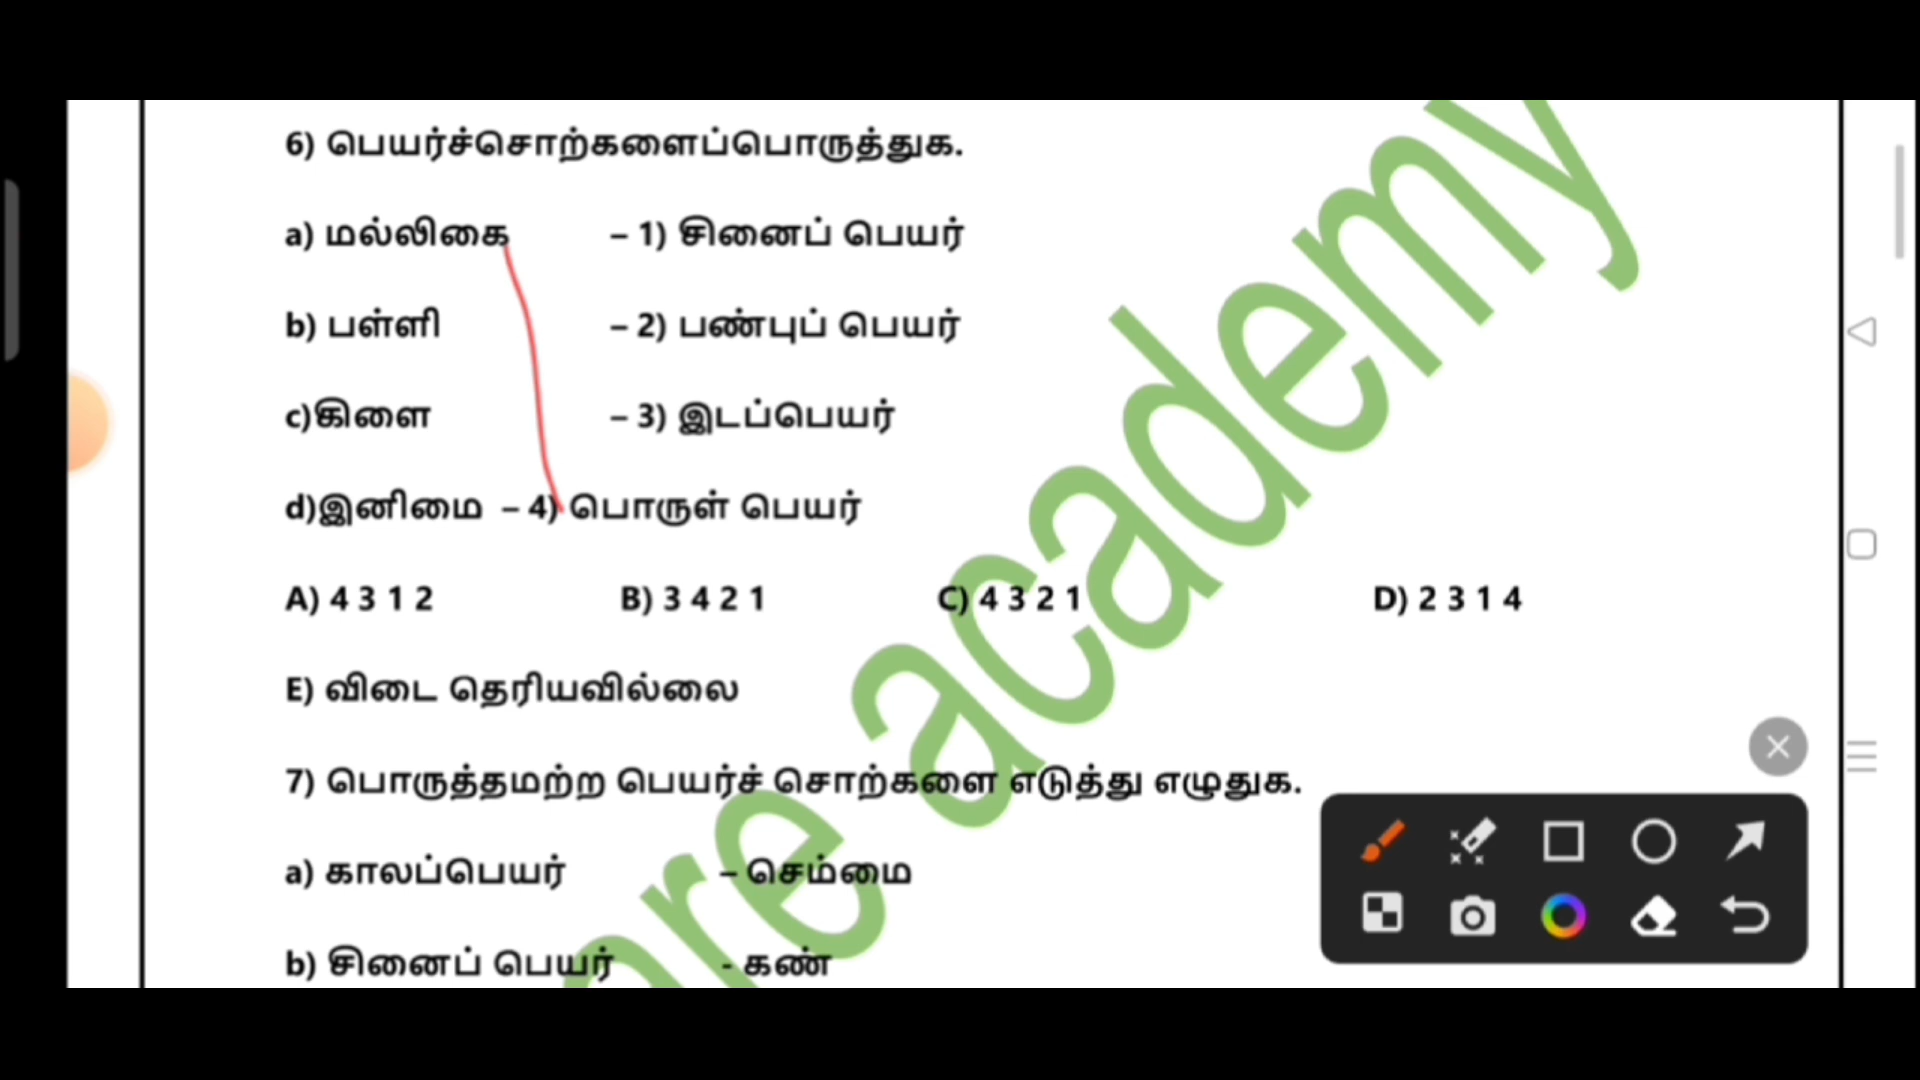 6) பெயர்ச்சொற்களைப்பொருத்துக.
a) மல்லிகை – 1) சினைப் பெயர்
b) பள்ளி – 2) பண்புப் பெயர்
c)கிளை – 3) இடப்பெயர்
d)இனிமை – 4) பொருள் பெயர்
A) 4 3 1 2 B) 3 4 2 1 C) 4 3 2 1 D) 2 3 1 4
E) விடை தெரியவில்லை
7) பொருத்தமற்ற பெயர்ச் சொற்களை எடுத்து எழுதுக.
a) காலப்பெயர் – செம்மை
b) சினைப் பெயர் - கண்
academy